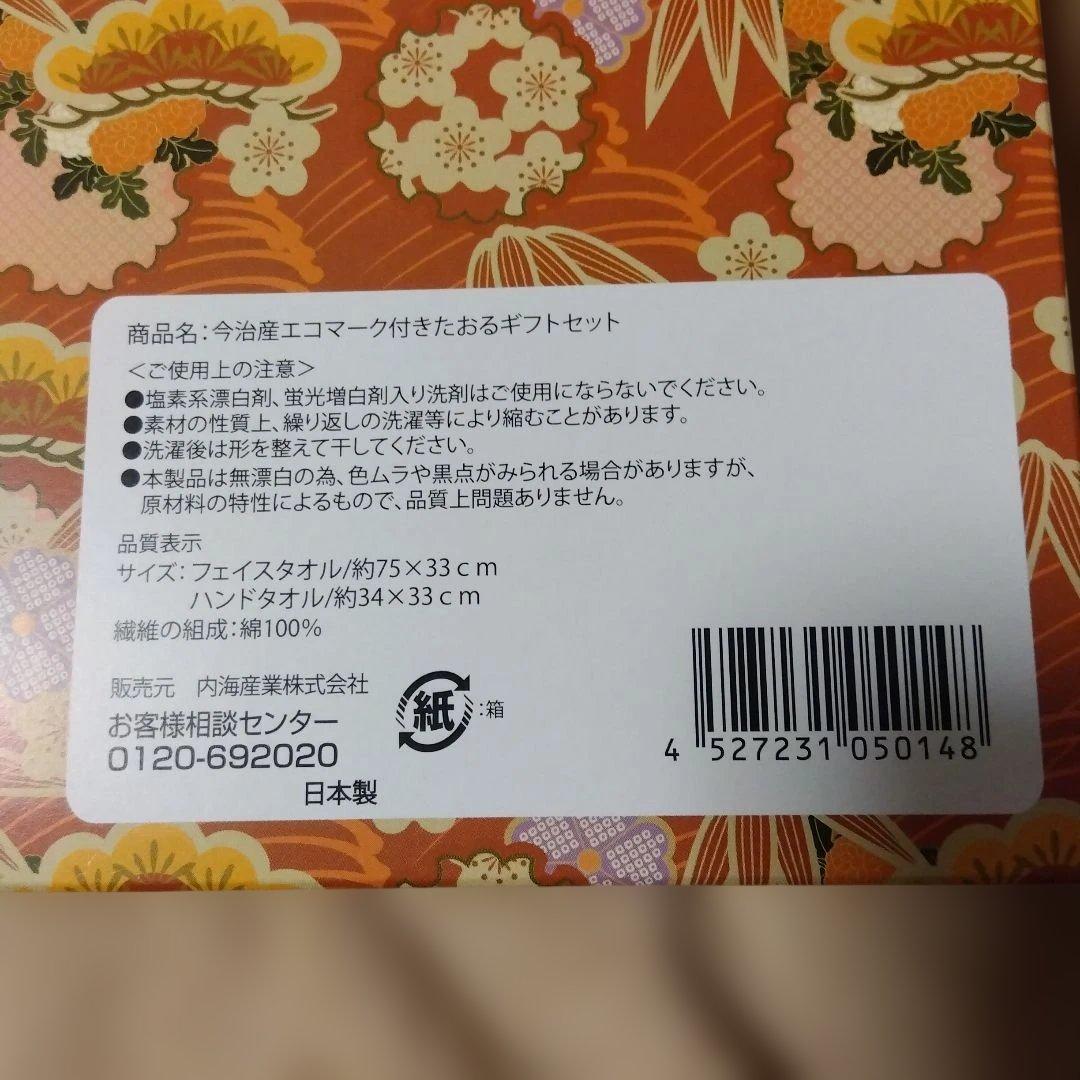 商品名:今治産エコマーク付きたおるギフトセット
＜ご使用上の注意＞
●塩素系漂白剤、蛍光増白剤入り洗剤はご使用にならないでください。
●素材の性質上、繰り返しの洗濯等により縮むことがあります。
●洗濯後は形を整えて干してください。
●本製品は無漂白の為、色ムラや黒点がみられる場合がありますが、
原材料の特性によるもので、品質上問題ありません。
品質表示
サイズ:フェイスタオル/約75×33cm
ハンドタオル/約34×33cm
繊維の組成:綿100%
販売元　内海産業株式会社
紙:箱
お客様相談センター
0120-692020
日本製
4 527231 050148